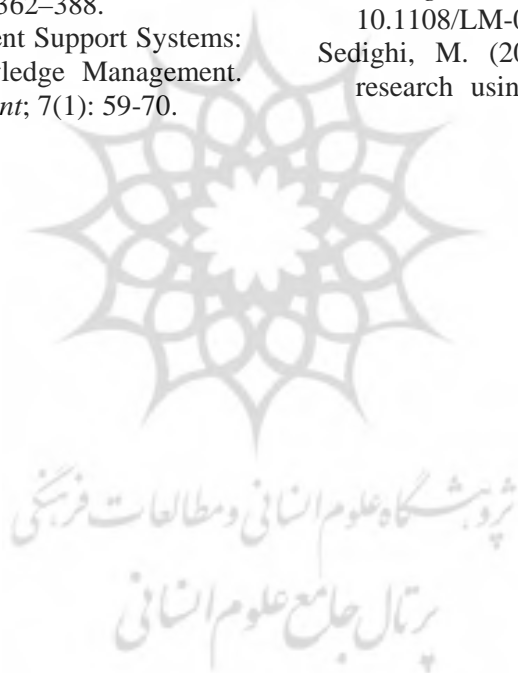 362–388.
ent Support Systems:
ledge Management.
nt; 7(1): 59-70.
10.1108/LM-0
Sedighi, M. (20
research usin
پژوهشگاه علوم انسانی و مطالعات فرهنگی
پرتال جامع علوم انسانی